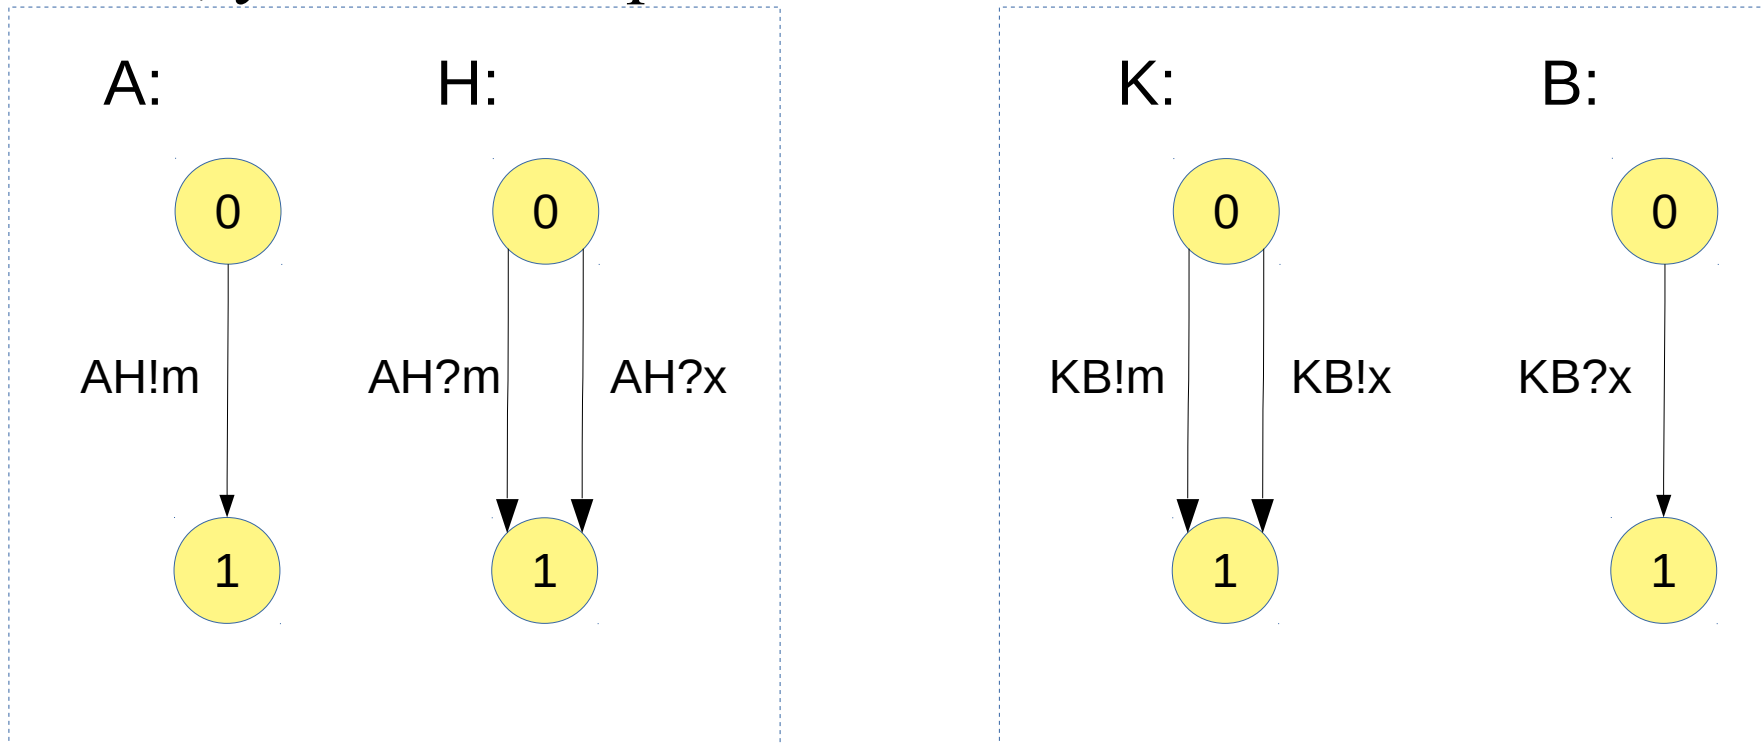 A: H: K: B:
0 0 0 0
AH!m AH?m AH?x KB!m KB!x KB?x
1 1 1 1